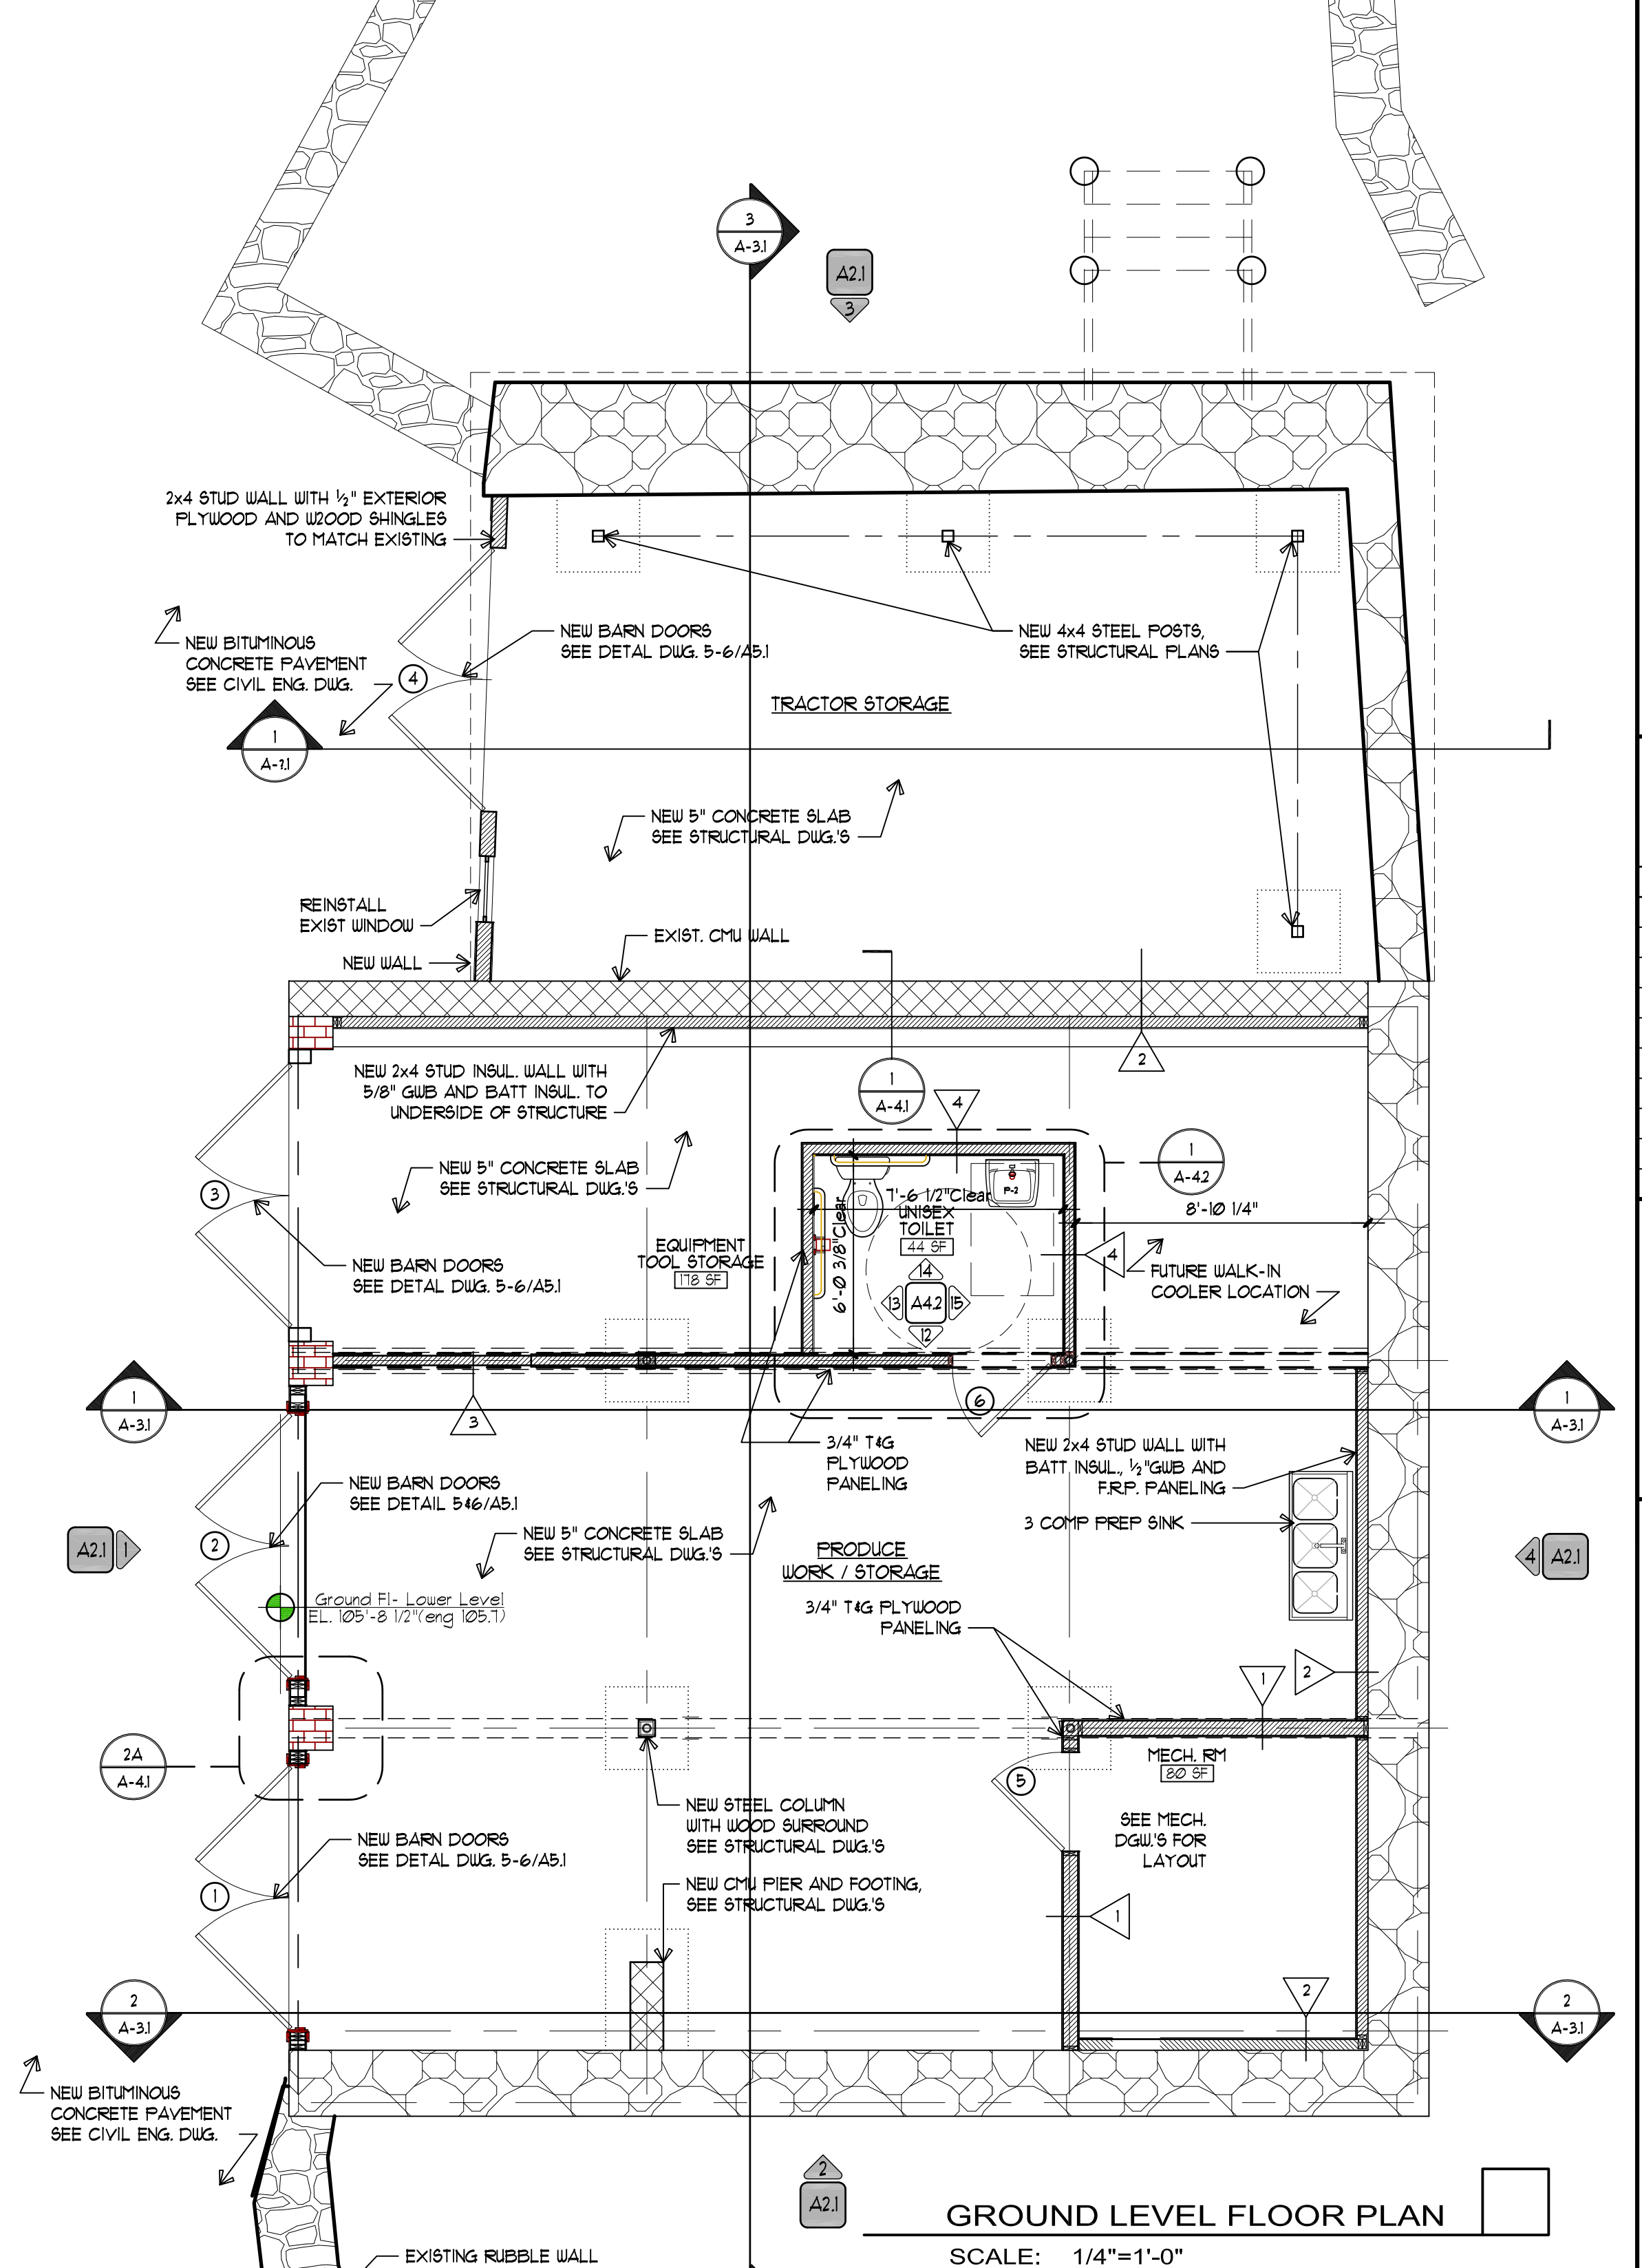 3
A-3.1
A2.1
3
2x4 STUD WALL WITH ½" EXTERIOR
PLYWOOD AND W2OOD SHINGLES
TO MATCH EXISTING
NEW BITUMINOUS
CONCRETE PAVEMENT
SEE CIVIL ENG. DWG.
4
NEW BARN DOORS
SEE DETAL DWG. 5-6/A5.1
NEW 4x4 STEEL POSTS,
SEE STRUCTURAL PLANS
TRACTOR STORAGE
1
A-?.1
NEW 5" CONCRETE SLAB
SEE STRUCTURAL DWG.'S
REINSTALL
EXIST WINDOW
EXIST. CMU WALL
NEW WALL
NEW 2x4 STUD INSUL. WALL WITH
5/8" GWB AND BATT INSUL. TO
UNDERSIDE OF STRUCTURE
1
A-4.1
2
4
1
A-4.2
NEW 5" CONCRETE SLAB
SEE STRUCTURAL DWG.'S
3
P-2
7'-6 1/2"Clear
6'-0 3/8"Clear
UNISEX
TOILET
44 SF
8'-10 1/4"
EQUIPMENT
TOOL STORAGE
178 SF
4
NEW BARN DOORS
SEE DETAL DWG. 5-6/A5.1
14
13
A4.2
15
12
FUTURE WALK-IN
COOLER LOCATION
1
A-3.1
3
6
1
A-3.1
3/4" T&G
PLYWOOD
PANELING
NEW 2x4 STUD WALL WITH
BATT INSUL., ½"GWB AND
F.R.P. PANELING
NEW BARN DOORS
SEE DETAIL 5&6/A5.1
3 COMP PREP SINK
2
NEW 5" CONCRETE SLAB
SEE STRUCTURAL DWG.'S
A2.1
1
PRODUCE
WORK / STORAGE
4
A2.1
Ground Fl- Lower Level
EL. 105'-8 1/2"(eng 105.7)
3/4" T&G PLYWOOD
PANELING
1
2
2A
A-4.1
MECH. RM
80 SF
5
NEW STEEL COLUMN
WITH WOOD SURROUND
SEE STRUCTURAL DWG.'S
SEE MECH.
DGW.'S FOR
LAYOUT
NEW BARN DOORS
SEE DETAL DWG. 5-6/A5.1
1
NEW CMU PIER AND FOOTING,
SEE STRUCTURAL DWG.'S
1
2
2
A-3.1
2
A-3.1
NEW BITUMINOUS
CONCRETE PAVEMENT
SEE CIVIL ENG. DWG.
2
A2.1
GROUND LEVEL FLOOR PLAN
EXISTING RUBBLE WALL
SCALE: 1/4"=1'-0"